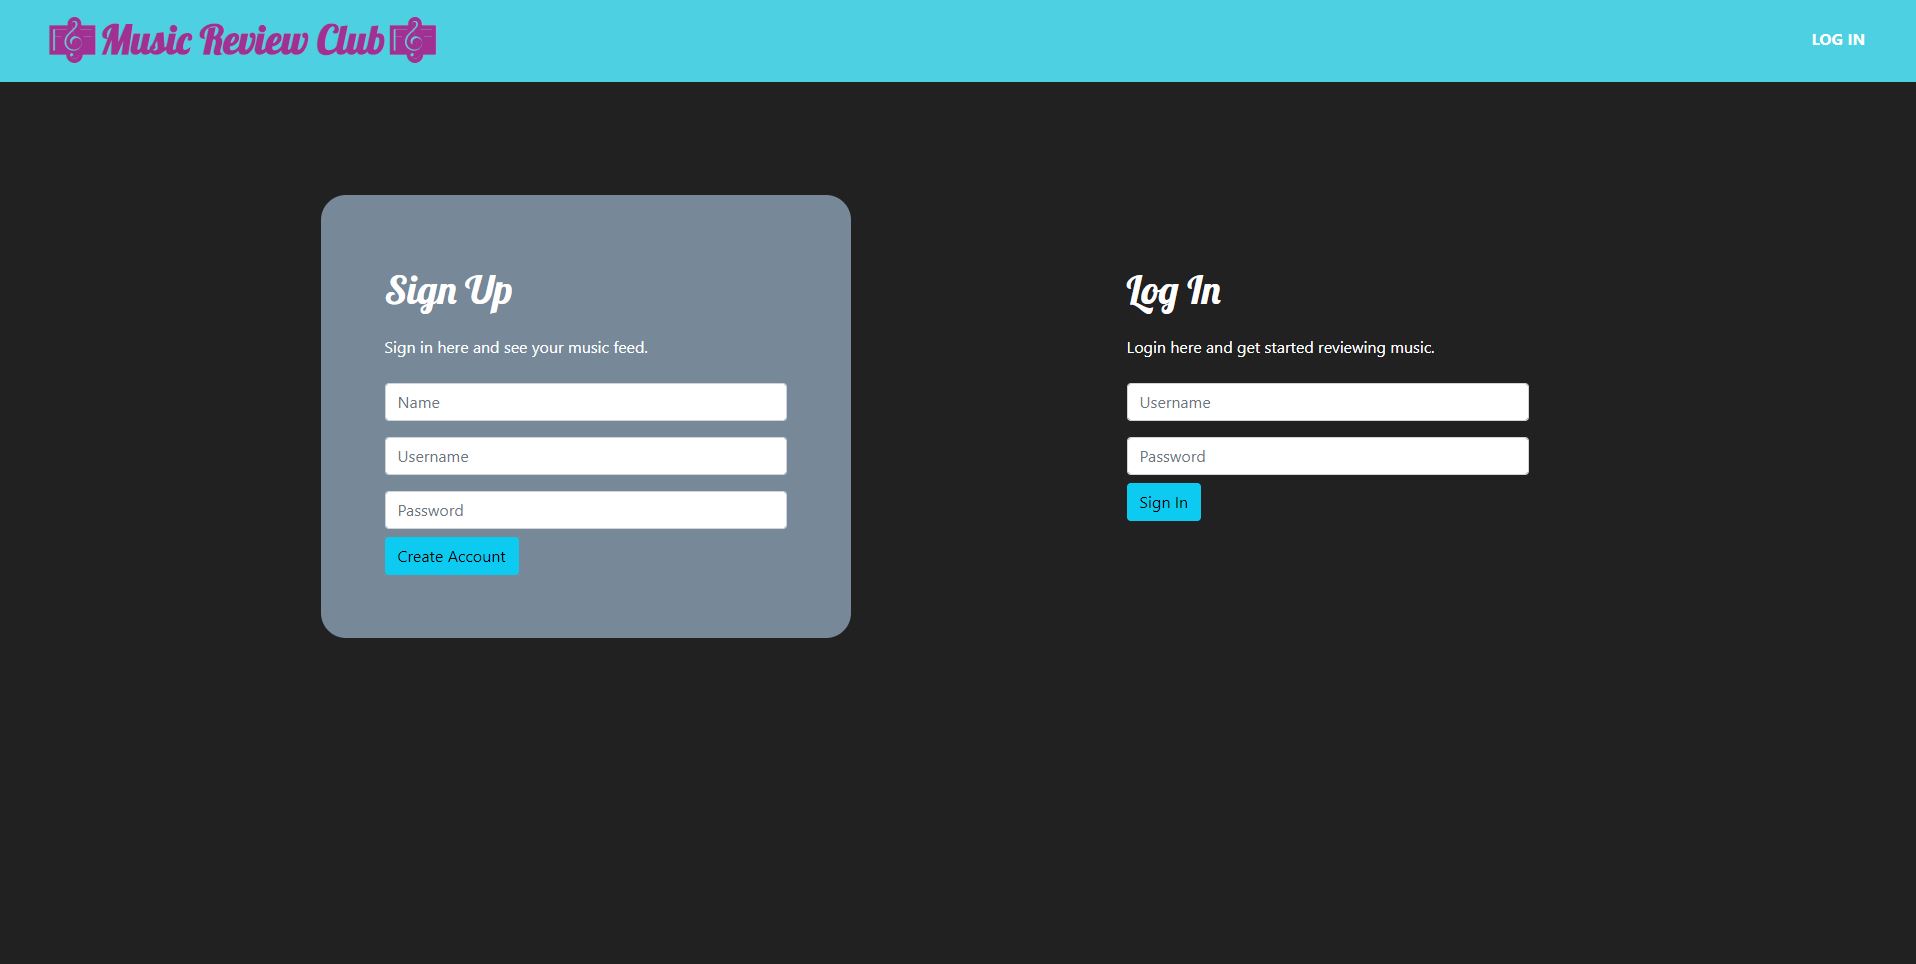 Music Review Club
LOG IN
Sign Up
Sign in here and see your music feed.
Name
Username
Password
Create Account
Log In
Login here and get started reviewing music.
Username
Password
Sign In